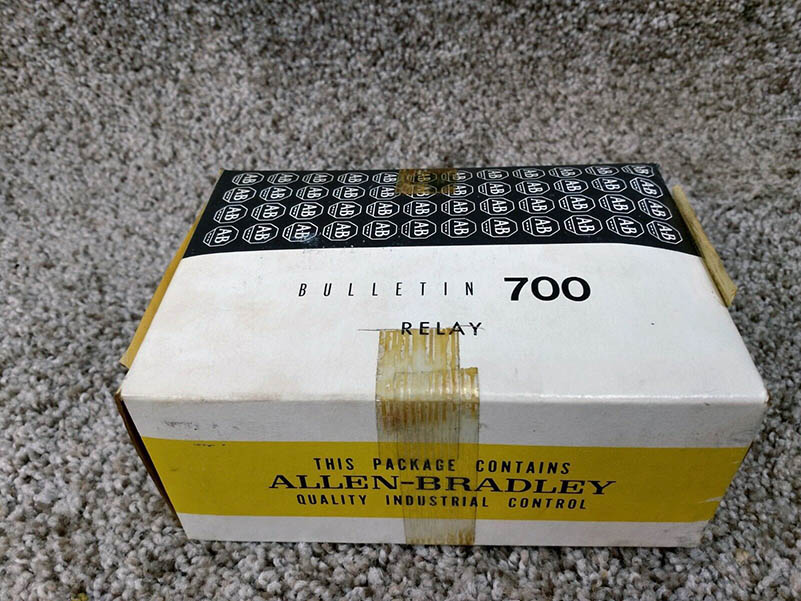 BULLETIN 700
RELAY
THIS PACKAGE CONTAINS
ALLEN-BRADLEY
QUALITY INDUSTRIAL CONTROL